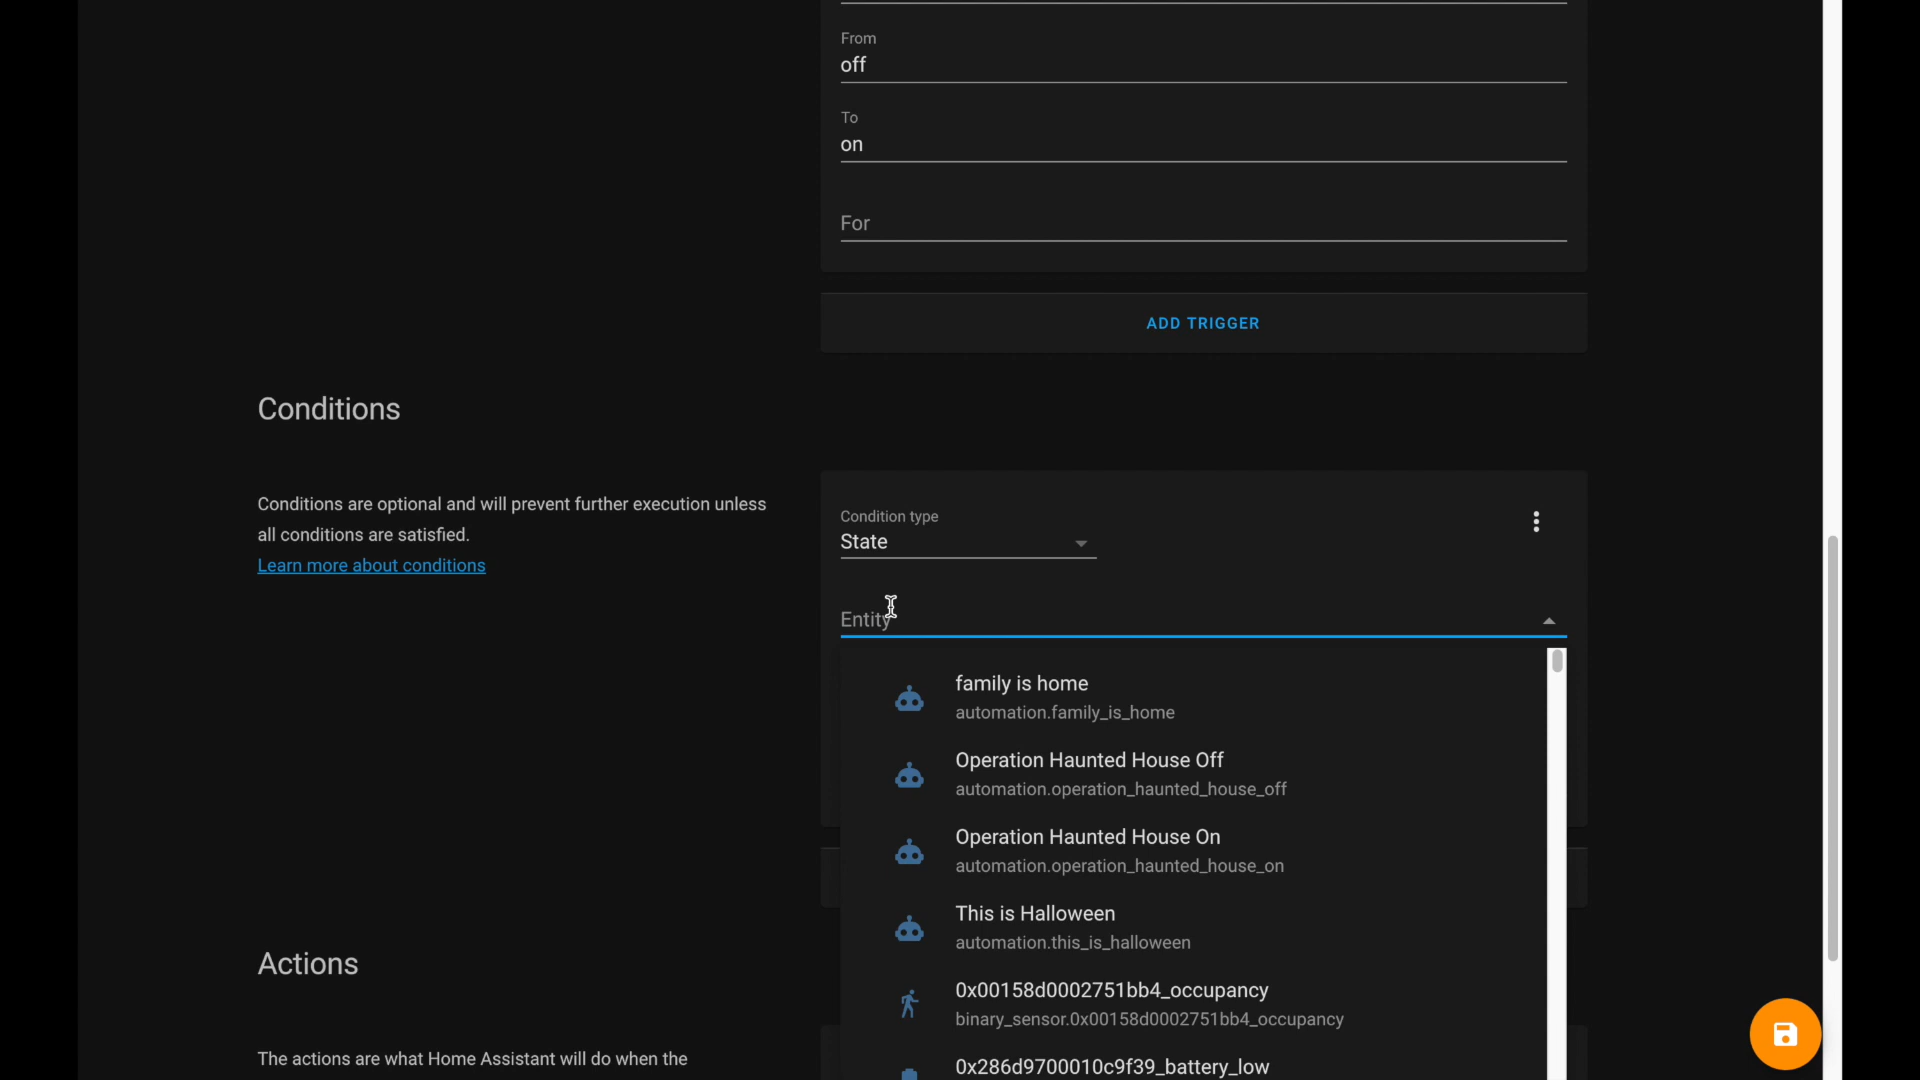 From
off
To
on
For
ADD TRIGGER
Conditions
Conditions are optional and will prevent further execution unless
all conditions are satisfied.
Learn more about conditions
Condition type
State
Entity
family is home
automation.family_is_home
Operation Haunted House Off
automation.operation_haunted_house_off
Operation Haunted House On
automation.operation_haunted_house_on
This is Halloween
automation.this_is_halloween
0x00158d0002751bb4_occupancy
binary_sensor.0x00158d0002751bb4_occupancy
0x286d9700010c9f39_battery_low
Actions
The actions are what Home Assistant will do when the